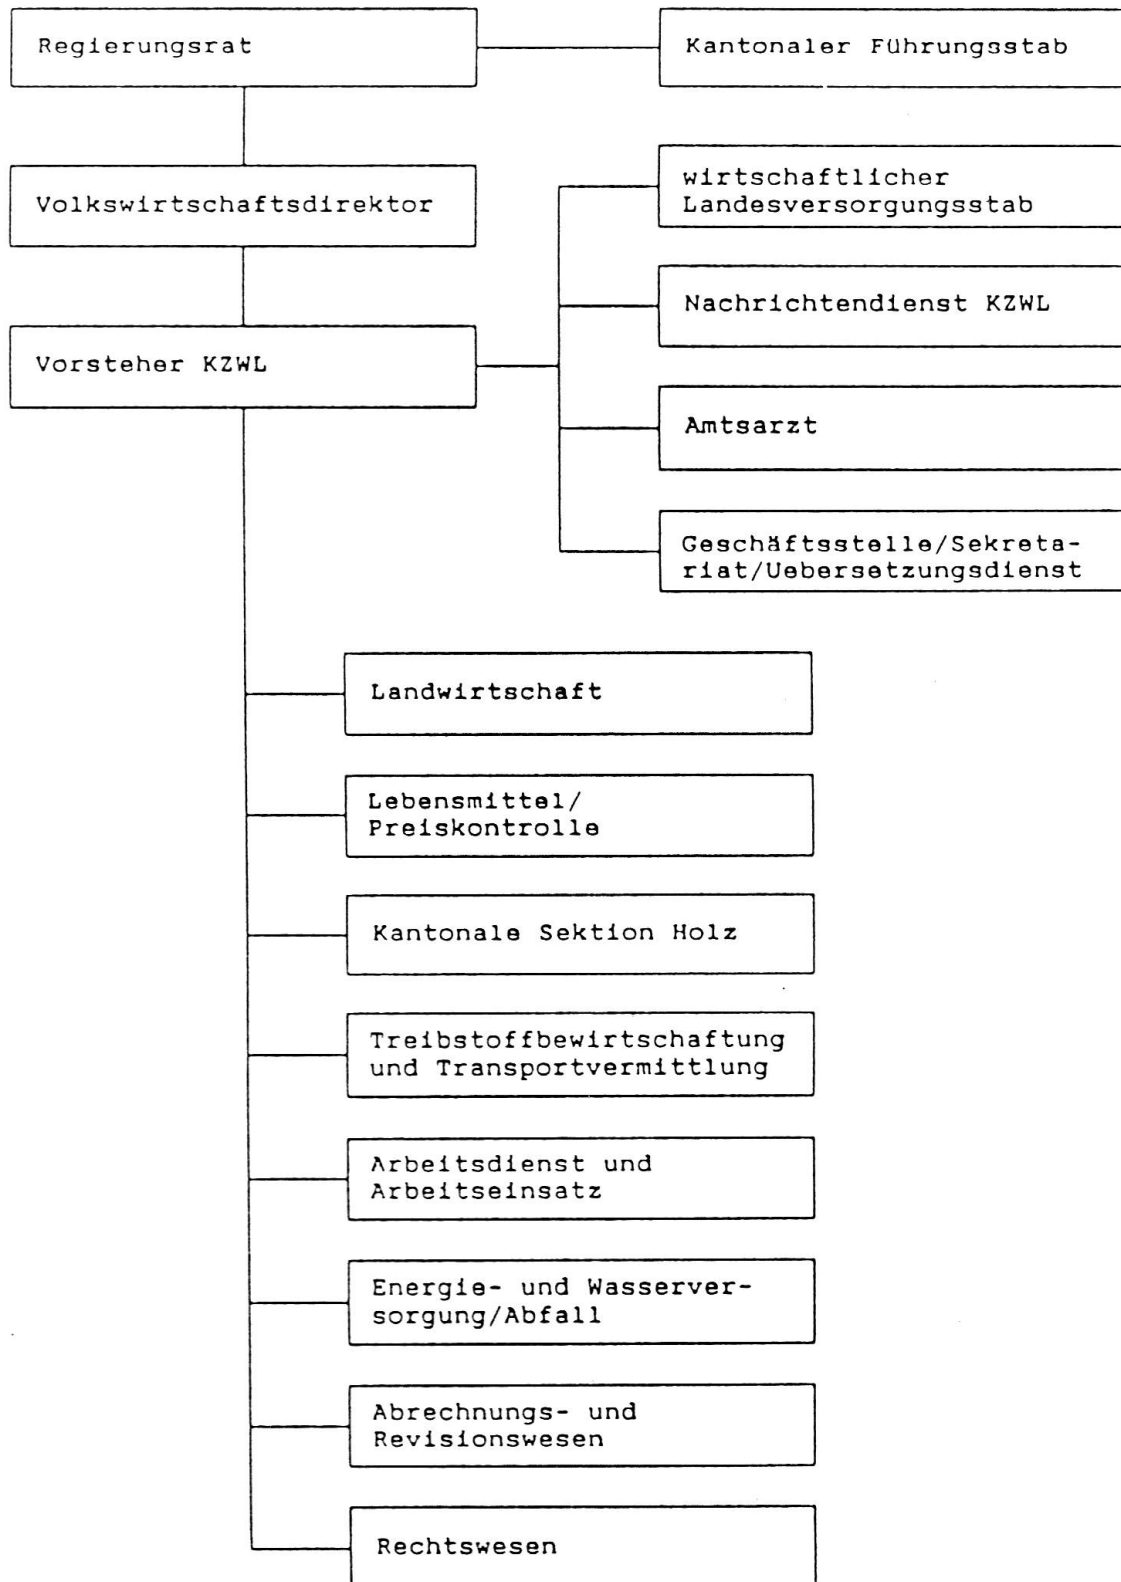 Regierungsrat
Kantonaler Führungsstab
Volkswirtschaftsdirektor
wirtschaftlicher
Landesversorgungsstab
Nachrichtendienst KZWL
Vorsteher KZWL
Amtsarzt
Geschäftsstelle/Sekreta-
riat/Uebersetzungsdienst
Landwirtschaft
Lebensmittel/
Preiskontrolle
Kantonale Sektion Holz
Treibstoffbewirtschaftung
und Transportvermittlung
Arbeitsdienst und
Arbeitseinsatz
Energie- und Wasserver-
sorgung/Abfall
Abrechnungs- und
Revisionswesen
Rechtswesen